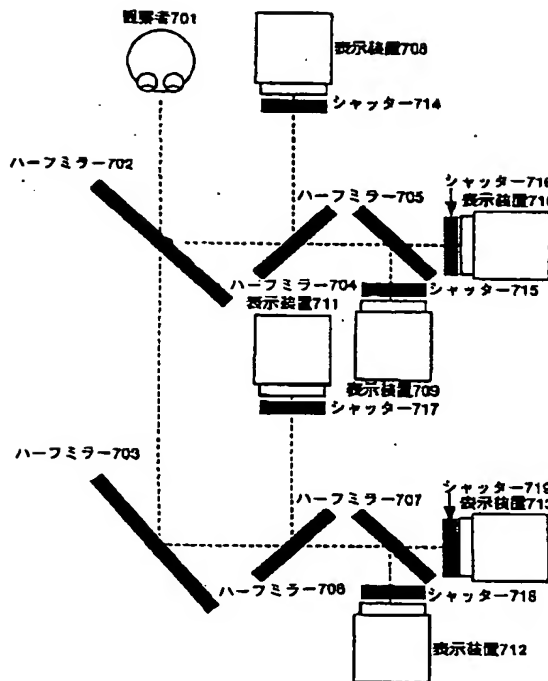 観察者701
表示装置708
シャッター714
ハーフミラー702
ハーフミラー705
シャッター716
表示装置710
ハーフミラー704
表示装置711
シャッター715
表示装置709
シャッター717
ハーフミラー703
ハーフミラー707
シャッター719
表示装置713
ハーフミラー706
シャッター718
表示装置712